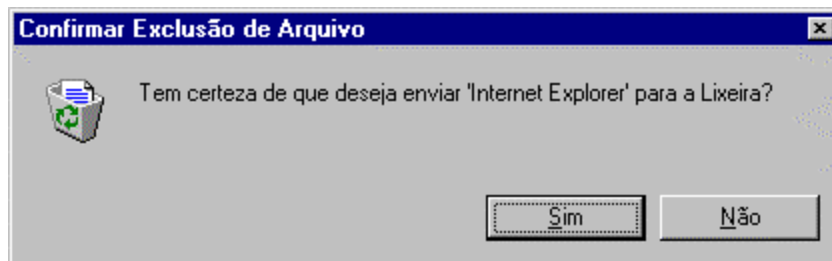 Confirmar Exclusão de Arquivo
Tem certeza de que deseja enviar 'Internet Explorer' para a Lixeira?
Sim
Não